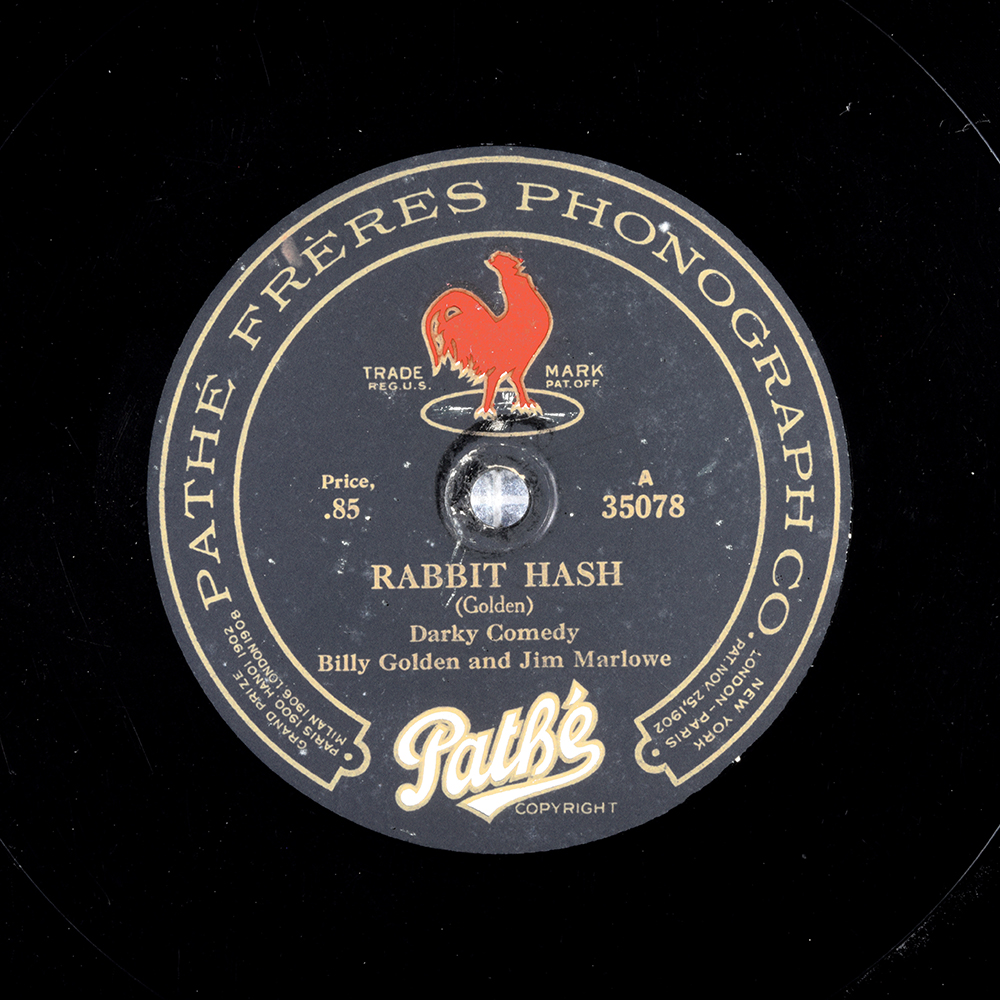 PATHÉ FRÈRES PHONOGRAPH CO.
TRADE MARK
REG. U.S. PAT. OFF.
Price, A
.85 35078
RABBIT HASH
(Golden)
Darky Comedy
Billy Golden and Jim Marlowe
Pathé
COPYRIGHT
GRAND PRIZE
PARIS 1900 HANOI 1902
MILAN 1906 LONDON 1908
NEW YORK
LONDON-PARIS
PAT. NOV 25, 1902